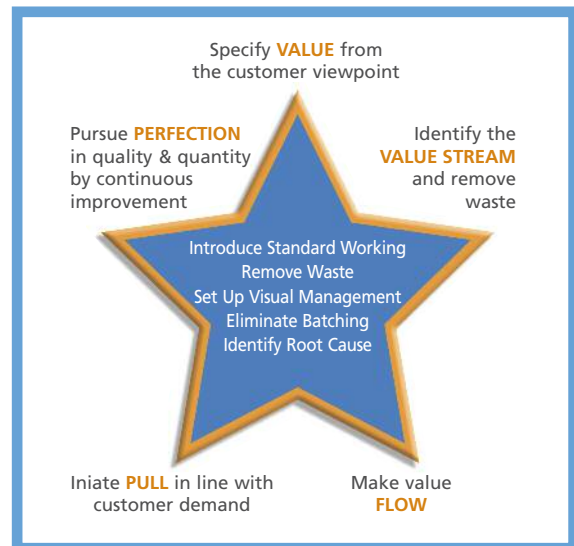 Specify VALUE from
the customer viewpoint
Pursue PERFECTION
in quality & quantity
by continuous
improvement
Identify the
VALUE STREAM
and remove
waste
Introduce Standard Working
Remove Waste
Set Up Visual Management
Eliminate Batching
Identify Root Cause
Iniate PULL in line with
customer demand
Make value
FLOW